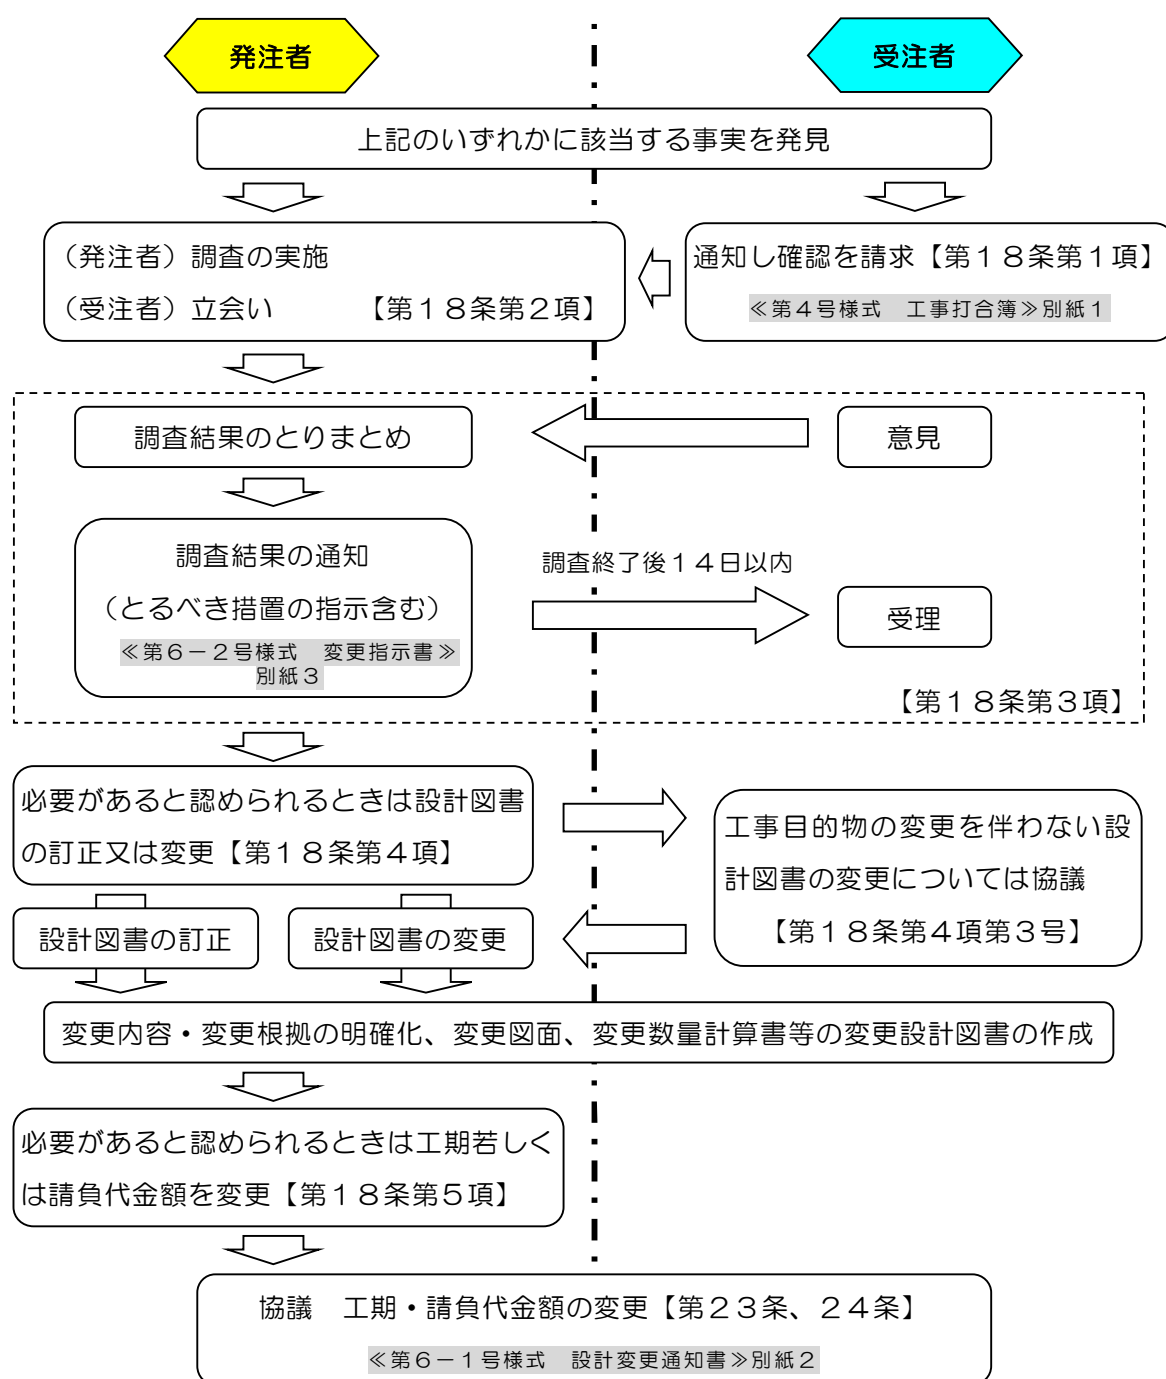 発注者
受注者
上記のいずれかに該当する事実を発見
（発注者）調査の実施
（受注者）立会い　　　【第１８条第２項】
通知し確認を請求【第１８条第１項】
≪第４号様式　工事打合簿≫別紙１
調査結果のとりまとめ
意見
調査結果の通知
（とるべき措置の指示含む）
≪第６－２号様式　変更指示書≫
別紙３
調査終了後１４日以内
受理
【第１８条第３項】
必要があると認められるときは設計図書
の訂正又は変更【第１８条第４項】
工事目的物の変更を伴わない設
計図書の変更については協議
【第１８条第４項第３号】
設計図書の訂正
設計図書の変更
変更内容・変更根拠の明確化、変更図面、変更数量計算書等の変更設計図書の作成
必要があると認められるときは工期若しく
は請負代金額を変更【第１８条第５項】
協議　工期・請負代金額の変更【第２３条、２４条】
≪第６－１号様式　設計変更通知書≫別紙２